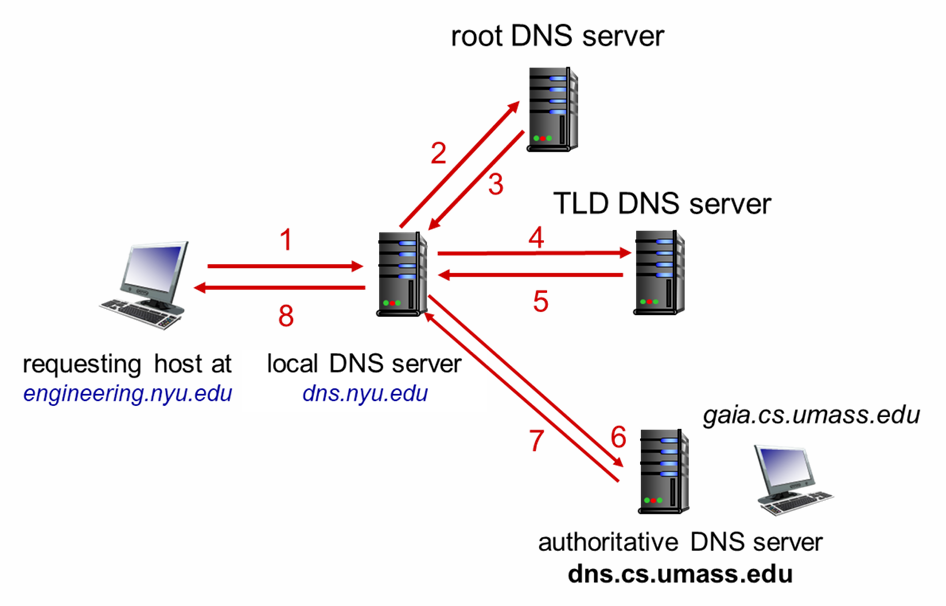 root DNS server
2
3
TLD DNS server
1
4
5
8
requesting host at
engineering.nyu.edu
local DNS server
dns.nyu.edu
gaia.cs.umass.edu
7
6
authoritative DNS server
dns.cs.umass.edu